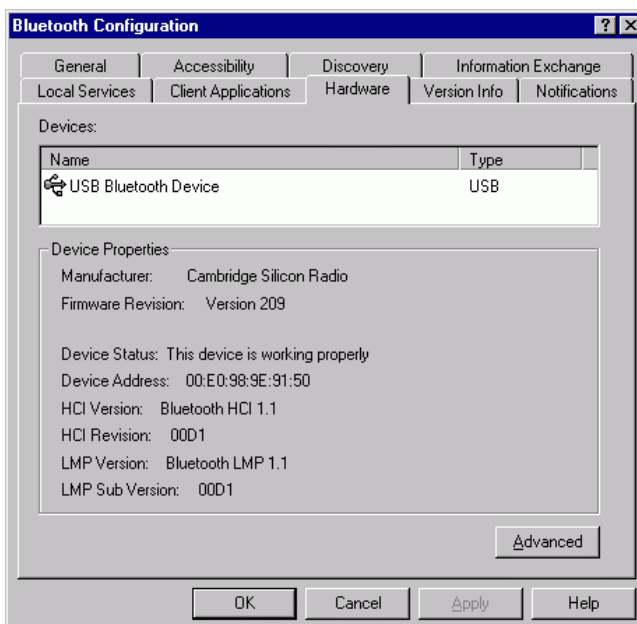 Bluetooth Configuration
General Accessibility Discovery Information Exchange
Local Services Client Applications Hardware Version Info Notifications
Devices:
Name Type
USB Bluetooth Device USB
Device Properties
Manufacturer: Cambridge Silicon Radio
Firmware Revision: Version 209
Device Status: This device is working properly
Device Address: 00:E0:98:9E:91:50
HCI Version: Bluetooth HCI 1.1
HCI Revision: 00D1
LMP Version: Bluetooth LMP 1.1
LMP Sub Version: 00D1
Advanced
OK Cancel Apply Help